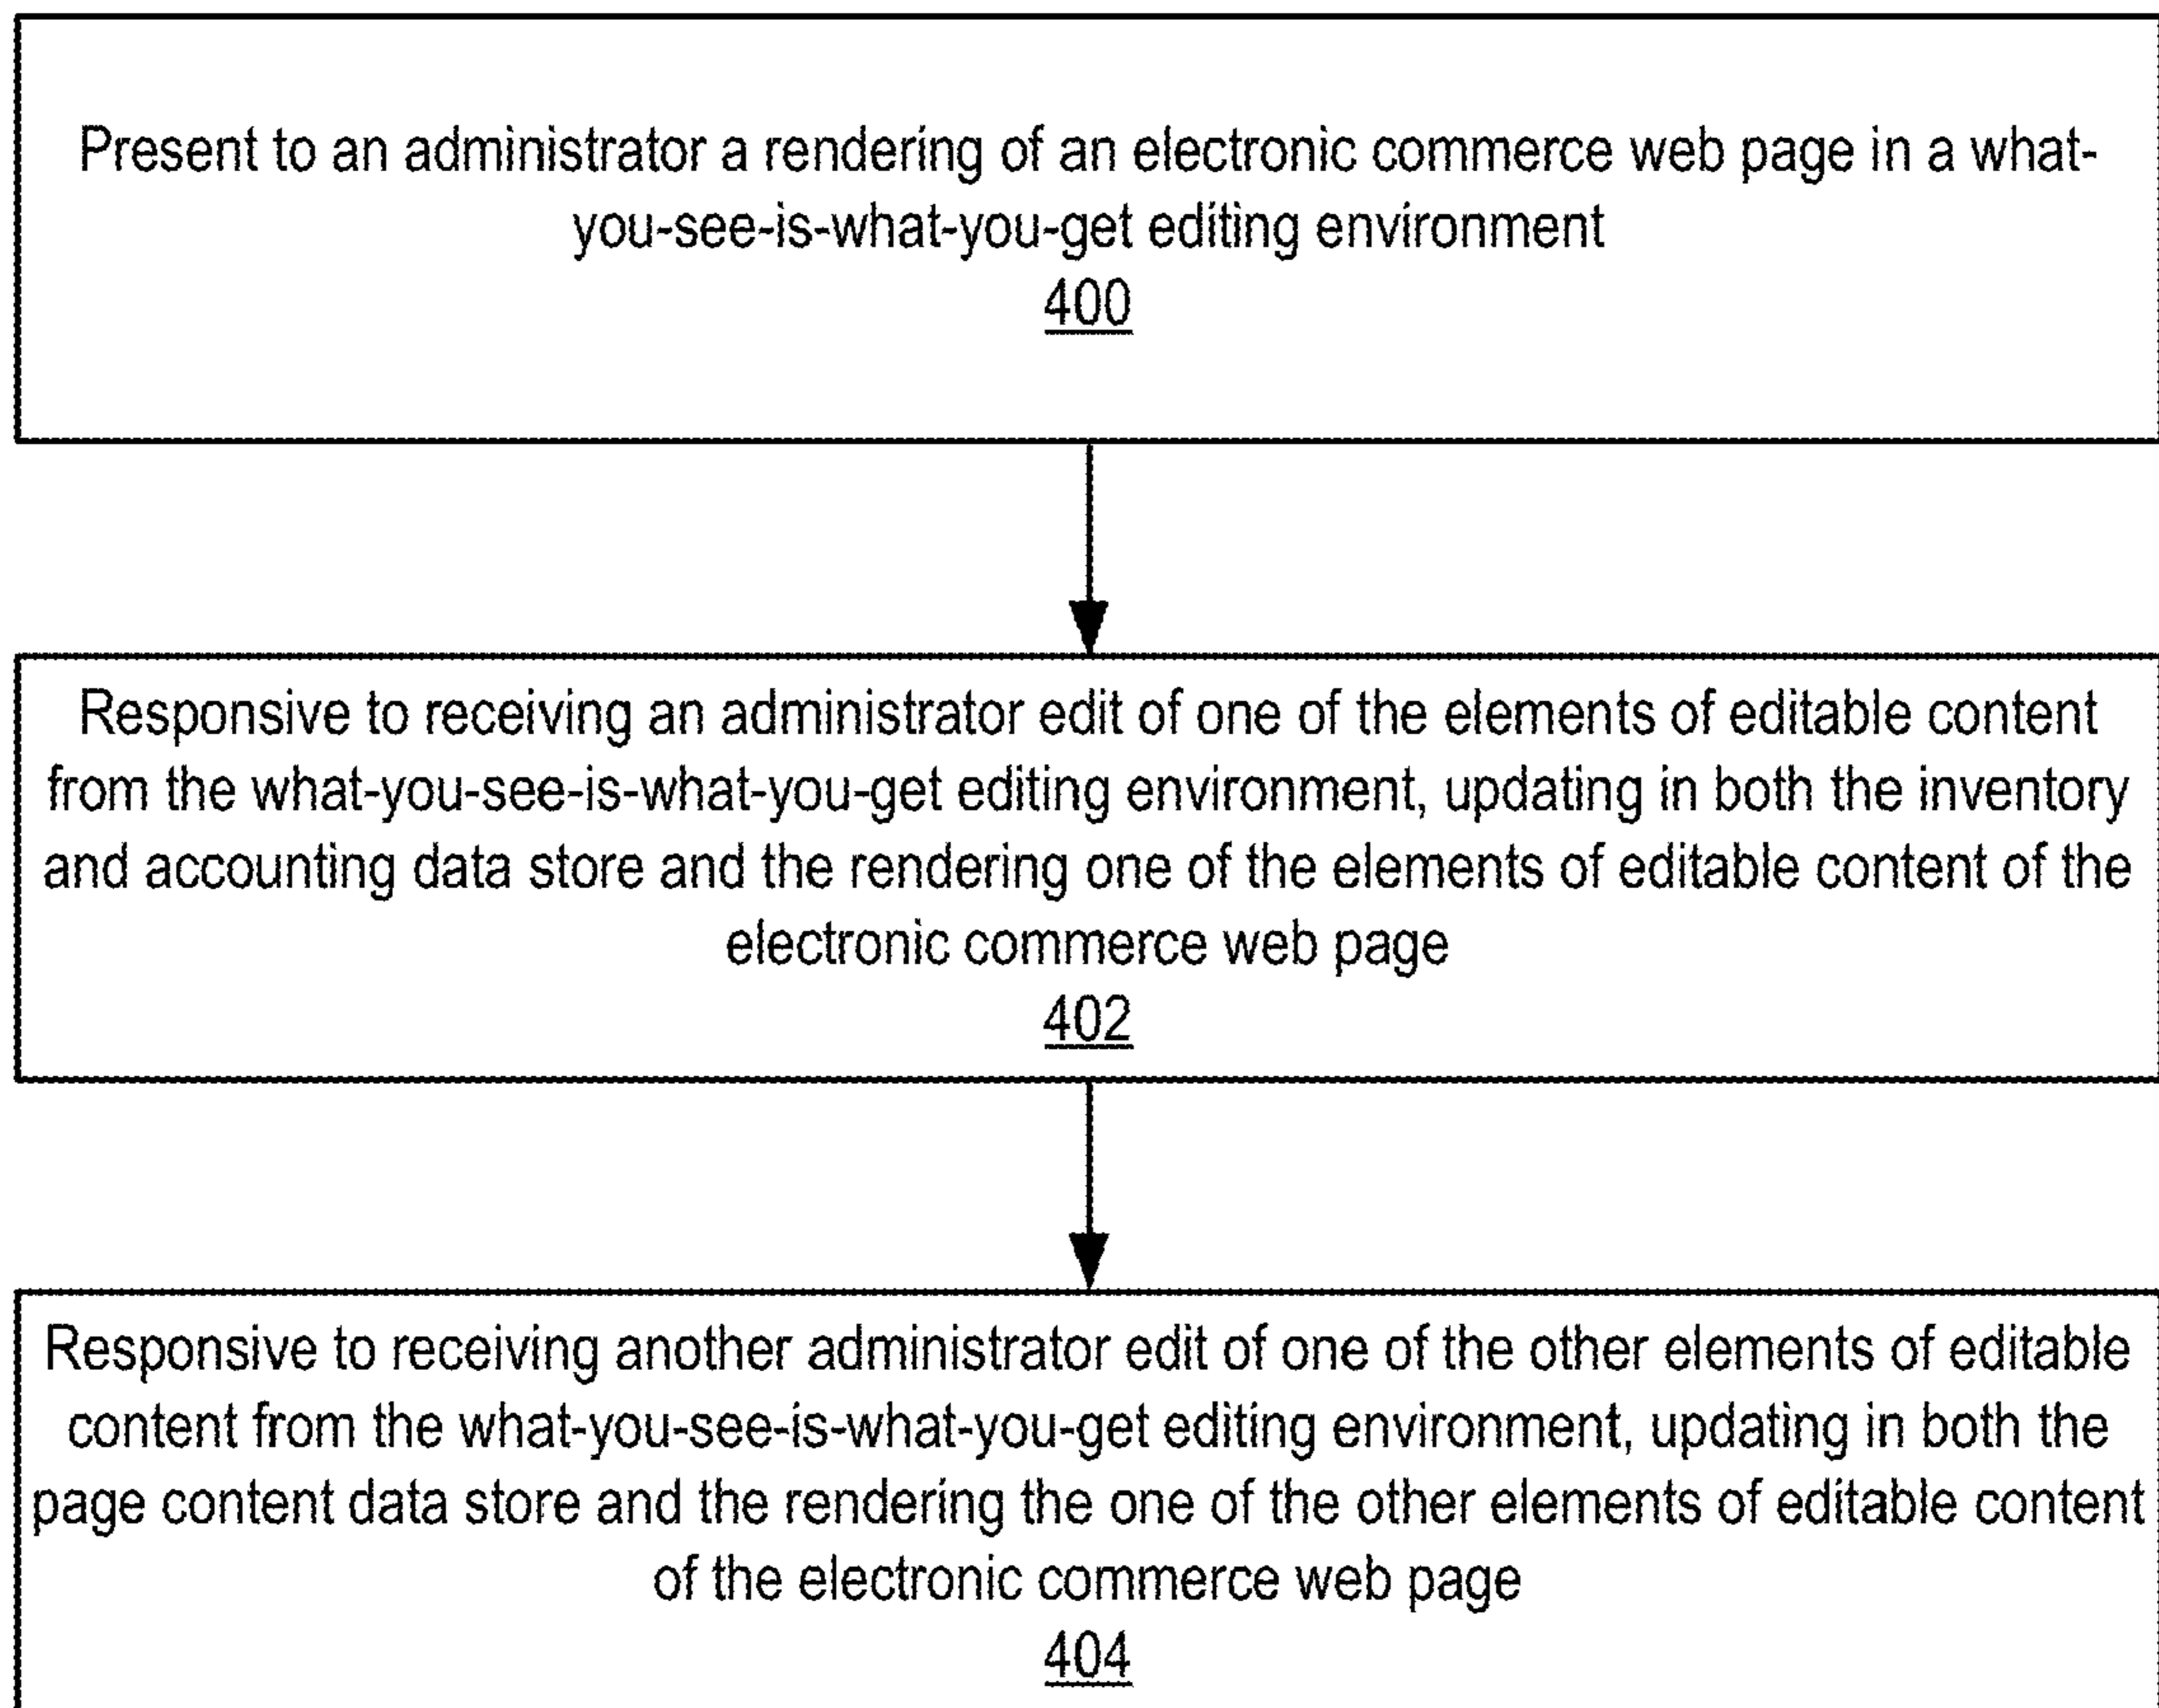 Present to an administrator a rendering of an electronic commerce web page in a what-
you-see-is-what-you-get editing environment
400
Responsive to receiving an administrator edit of one of the elements of editable content
from the what-you-see-is-what-you-get editing environment, updating in both the inventory
and accounting data store and the rendering one of the elements of editable content of the
electronic commerce web page
402
Responsive to receiving another administrator edit of one of the other elements of editable
content from the what-you-see-is-what-you-get editing environment, updating in both the
page content data store and the rendering the one of the other elements of editable content
of the electronic commerce web page
404